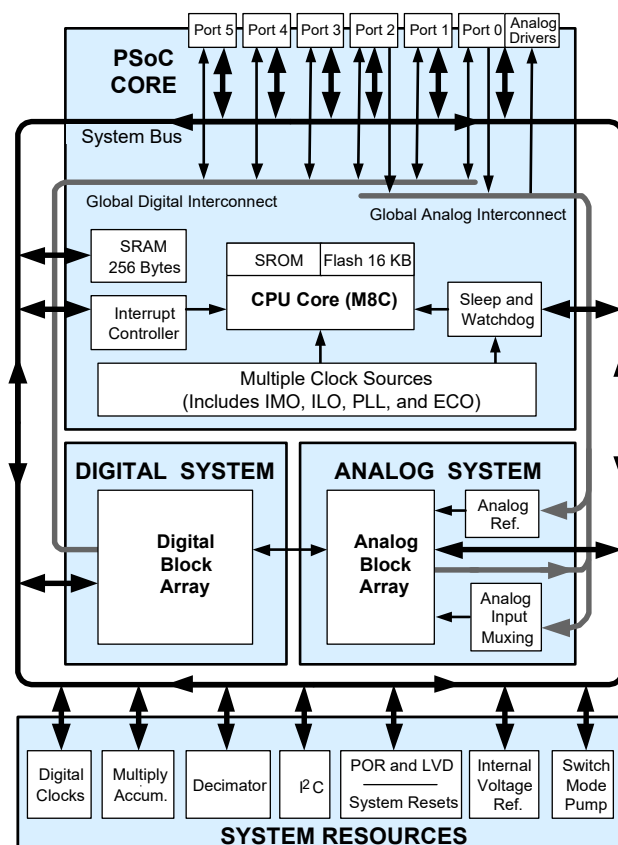 Port 5 Port 4 Port 3 Port 2 Port 1 Port 0 Analog
Drivers
PSoC
CORE
System Bus
Global Digital Interconnect
Global Analog Interconnect
SRAM
256 Bytes
SROM Flash 16 KB
CPU Core (M8C)
Interrupt
Controller
Sleep and
Watchdog
Multiple Clock Sources
(Includes IMO, ILO, PLL, and ECO)
DIGITAL SYSTEM
Digital
Block
Array
ANALOG SYSTEM
Analog
Block
Array
Analog
Ref.
Analog
Input
Muxing
Digital
Clocks
Multiply
Accum.
Decimator
I²C
POR and LVD
System Resets
Internal
Voltage
Ref.
Switch
Mode
Pump
SYSTEM RESOURCES